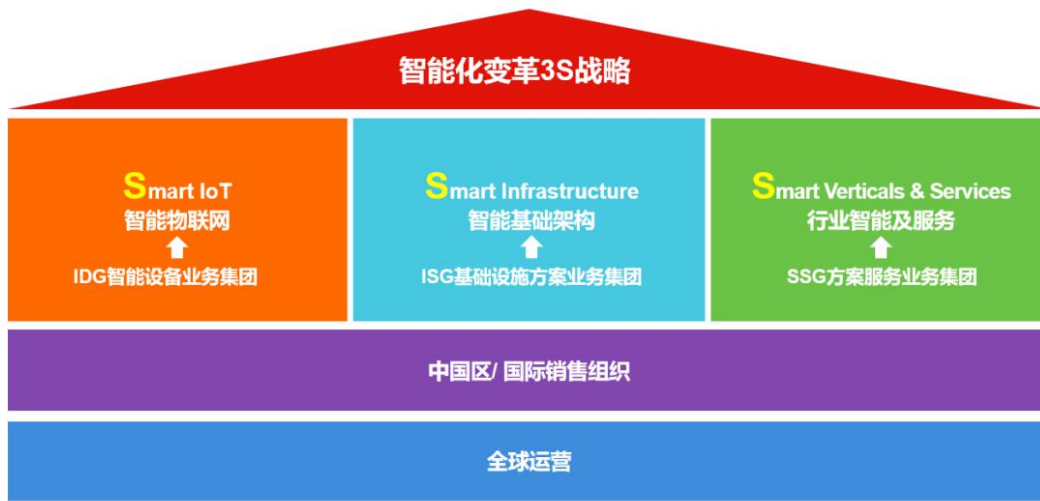 智能化变革3S战略
Smart IoT
智能物联网
IDG智能设备业务集团
Smart Infrastructure
智能基础架构
ISG基础设施方案业务集团
Smart Verticals & Services
行业智能及服务
SSG方案服务业务集团
中国区/ 国际销售组织
全球运营